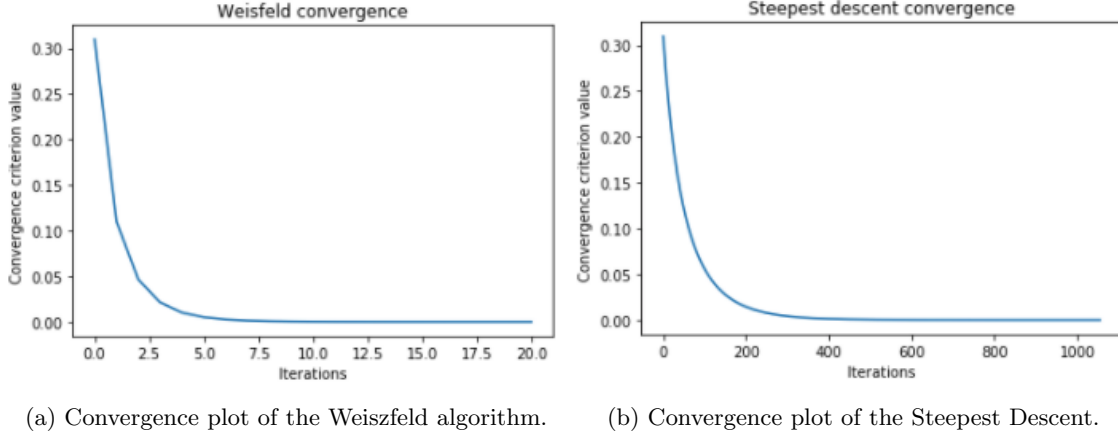 Weisfeld convergence
Convergence criterion value
0.30
0.25
0.20
0.15
0.10
0.05
0.00
0.0 2.5 5.0 7.5 10.0 12.5 15.0 17.5 20.0
Iterations
(a) Convergence plot of the Weiszfeld algorithm.
Steepest descent convergence
Convergence criterion value
0.30
0.25
0.20
0.15
0.10
0.05
0.00
0 200 400 600 800 1000
Iterations
(b) Convergence plot of the Steepest Descent.